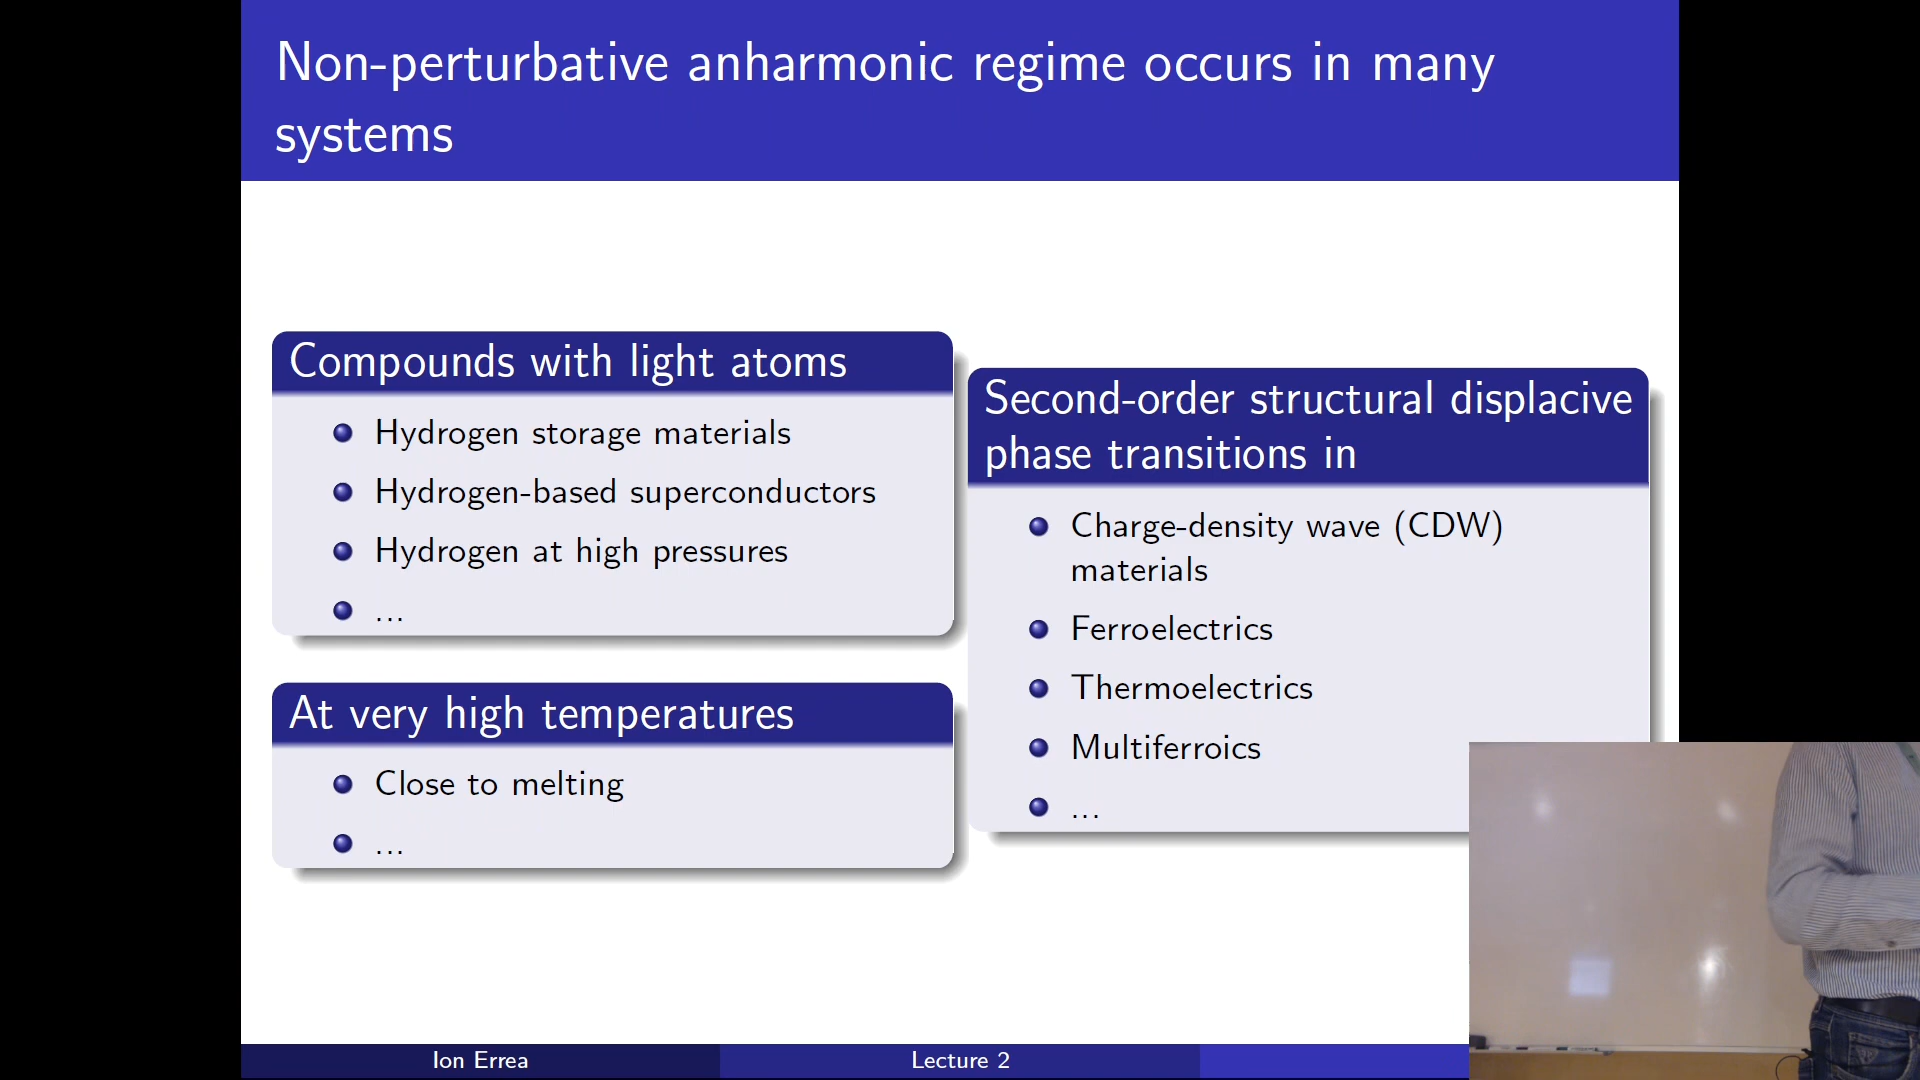 Non-perturbative anharmonic regime occurs in many
systems
Compounds with light atoms
Hydrogen storage materials
Hydrogen-based superconductors
Hydrogen at high pressures
...
At very high temperatures
Close to melting
...
Second-order structural displacive
phase transitions in
Charge-density wave (CDW)
materials
Ferroelectrics
Thermoelectrics
Multiferroics
...
Ion Errea
Lecture 2